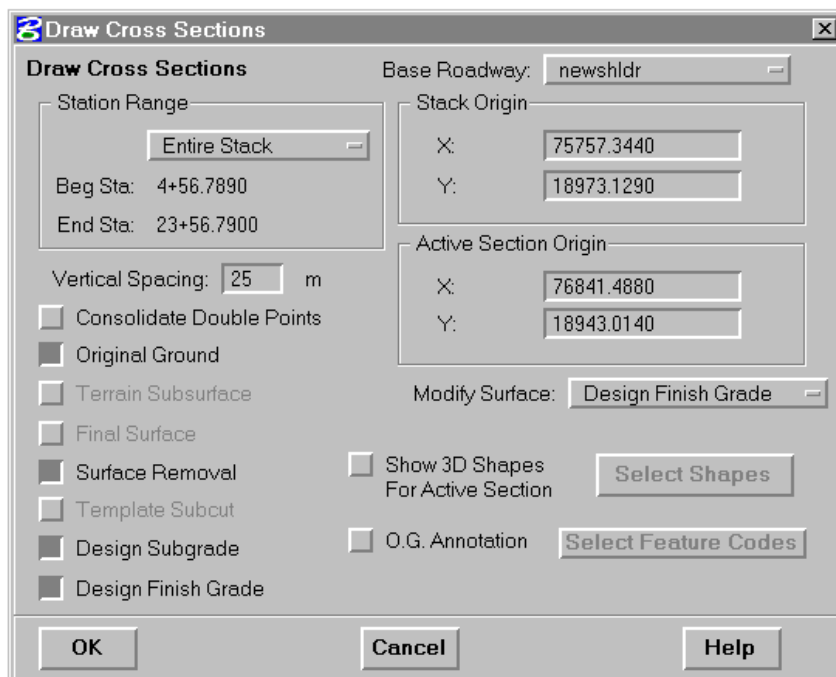 Draw Cross Sections
Draw Cross Sections
Base Roadway: newshldr
Station Range
Entire Stack
Beg Sta: 4+56.7890
End Sta: 23+56.7900
Stack Origin
X: 75757.3440
Y: 18973.1290
Active Section Origin
X: 76841.4880
Y: 18943.0140
Vertical Spacing: 25 m
Consolidate Double Points
Original Ground
Terrain Subsurface
Final Surface
Surface Removal
Template Subcut
Design Subgrade
Design Finish Grade
Modify Surface: Design Finish Grade
Show 3D Shapes
For Active Section
Select Shapes
O.G. Annotation
Select Feature Codes
OK
Cancel
Help